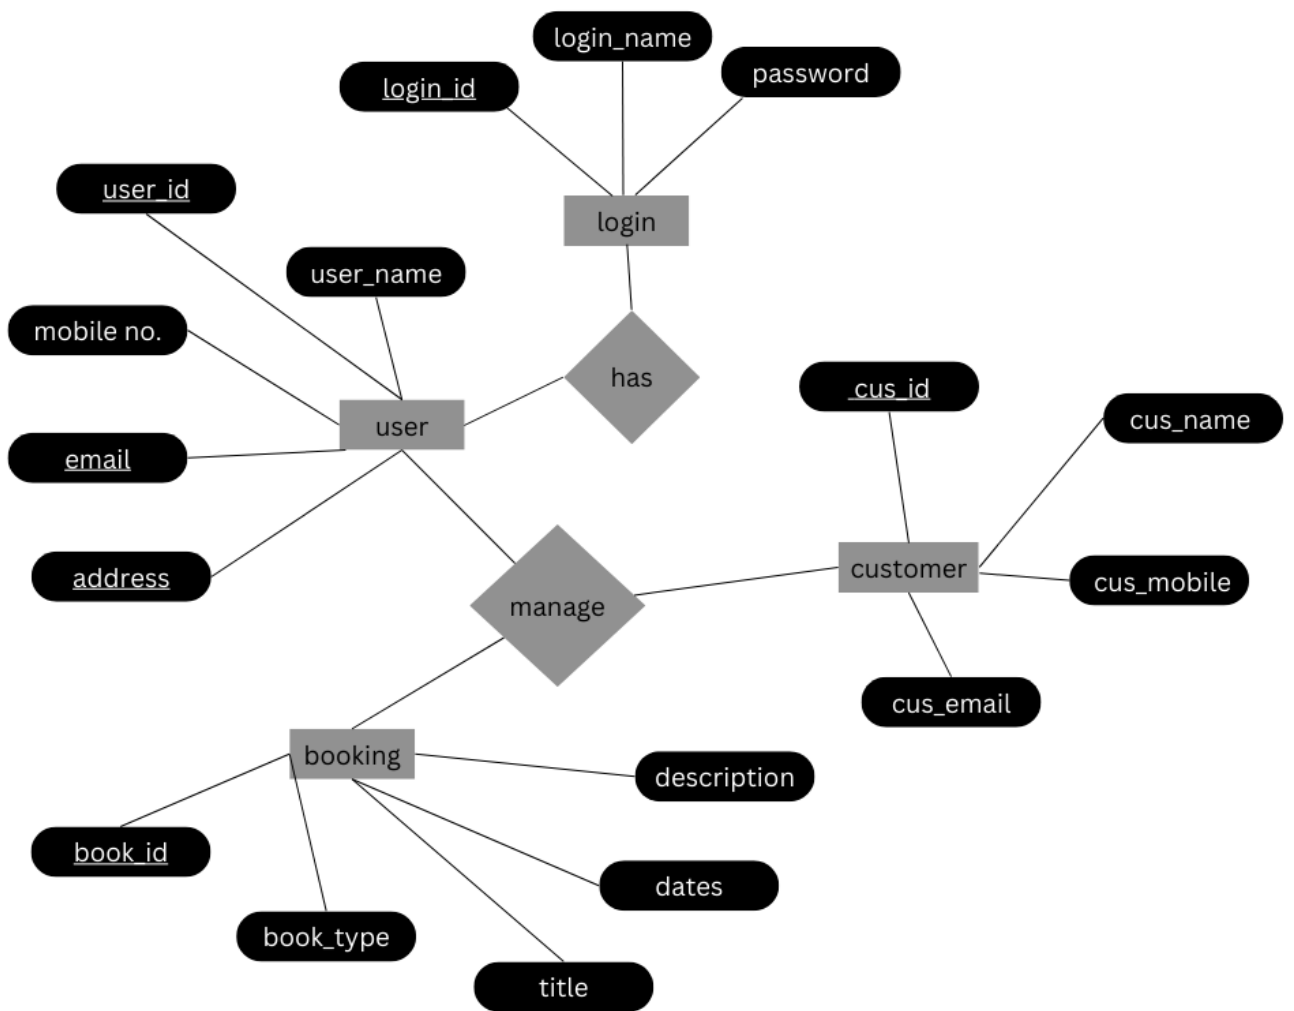 login_name
password
login_id
user_id
login
user_name
mobile no.
has
cus_id
cus_name
user
email
customer
address
cus_mobile
manage
cus_email
booking
description
book_id
dates
book_type
title